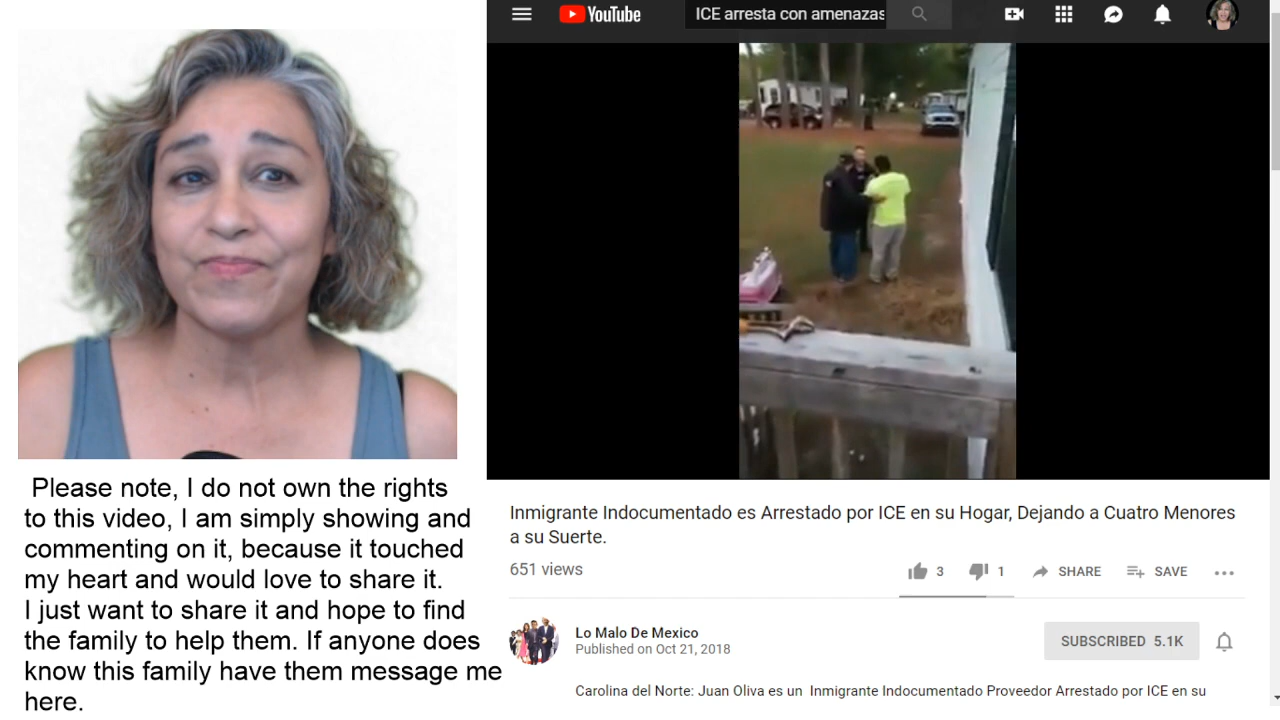 YouTube
ICE arresta con amenazas
Please note, I do not own the rights
to this video, I am simply showing and
commenting on it, because it touched
my heart and would love to share it.
I just want to share it and hope to find
the family to help them. If anyone does
know this family have them message me
here.
Inmigrante Indocumentado es Arrestado por ICE en su Hogar, Dejando a Cuatro Menores
a su Suerte.
651 views
3
1
SHARE
SAVE
Lo Malo De Mexico
Published on Oct 21, 2018
SUBSCRIBED 5.1K
Carolina del Norte: Juan Oliva es un Inmigrante Indocumentado Proveedor Arrestado por ICE en su